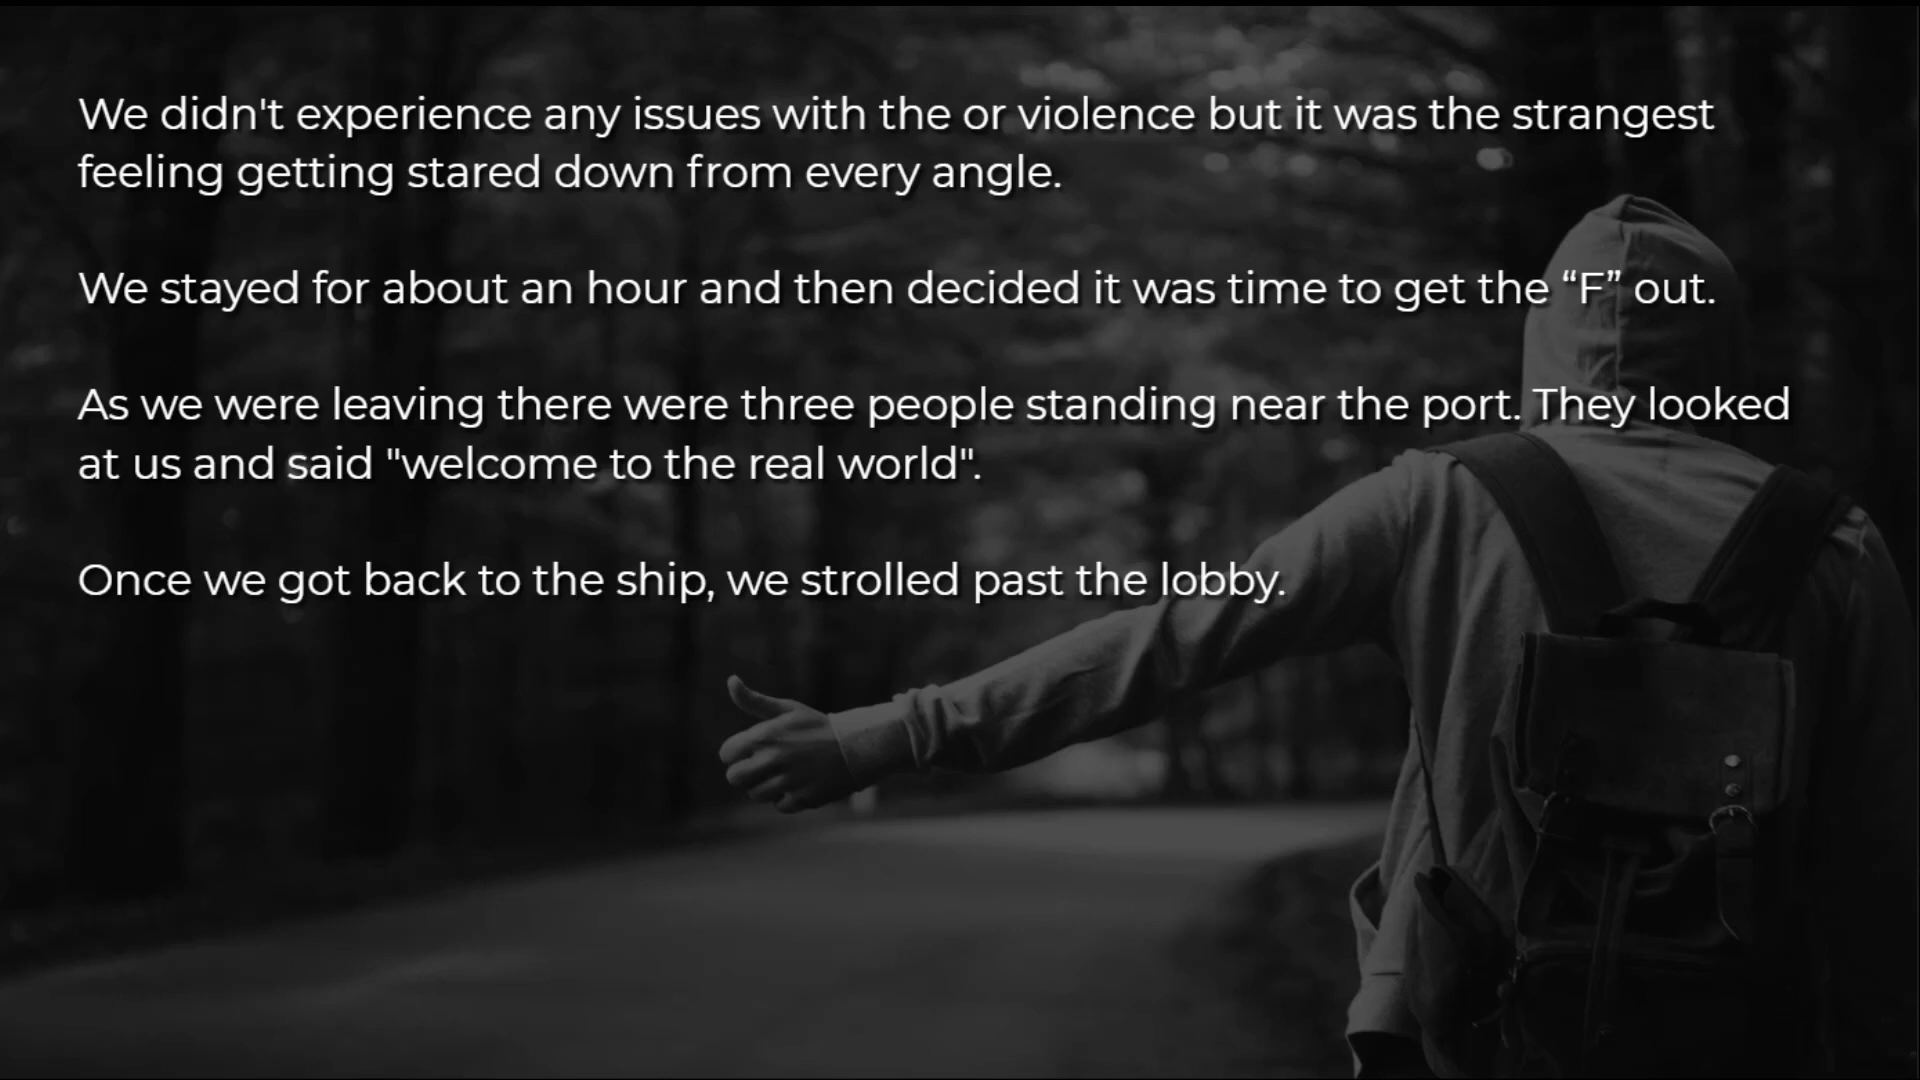 We didn't experience any issues with the or violence but it was the strangest
feeling getting stared down from every angle.
We stayed for about an hour and then decided it was time to get the “F” out.
As we were leaving there were three people standing near the port. They looked
at us and said "welcome to the real world".
Once we got back to the ship, we strolled past the lobby.